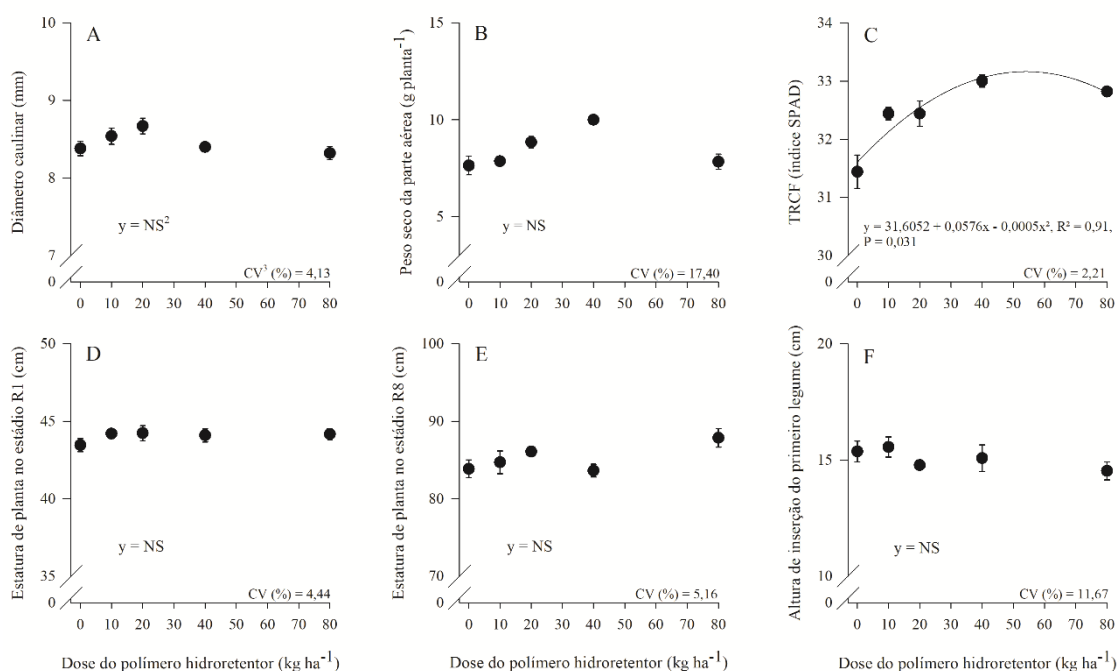 A
Diâmetro caulinar (mm)
10
9
8
7
0
y = NS²
CV³ (%) = 4,13
0 10 20 30 40 50 60 70 80
B
Peso seco da parte aérea (g planta⁻¹)
15
10
5
0
y = NS
CV (%) = 17,40
0 10 20 30 40 50 60 70 80
C
TRCF (índice SPAD)
34
33
32
31
30
0
y = 31,6052 + 0,0576x - 0,0005x², R² = 0,91,
P = 0,031
CV (%) = 2,21
0 10 20 30 40 50 60 70 80
D
Estatura de planta no estádio R1 (cm)
50
45
40
35
0
y = NS
CV (%) = 4,44
0 10 20 30 40 50 60 70 80
Dose do polímero hidroretentor (kg ha⁻¹)
E
Estatura de planta no estádio R8 (cm)
100
90
80
70
0
y = NS
CV (%) = 5,16
0 10 20 30 40 50 60 70 80
Dose do polímero hidroretentor (kg ha⁻¹)
F
Altura de inserção do primeiro legume (cm)
20
15
10
0
y = NS
CV (%) = 11,67
0 10 20 30 40 50 60 70 80
Dose do polímero hidroretentor (kg ha⁻¹)